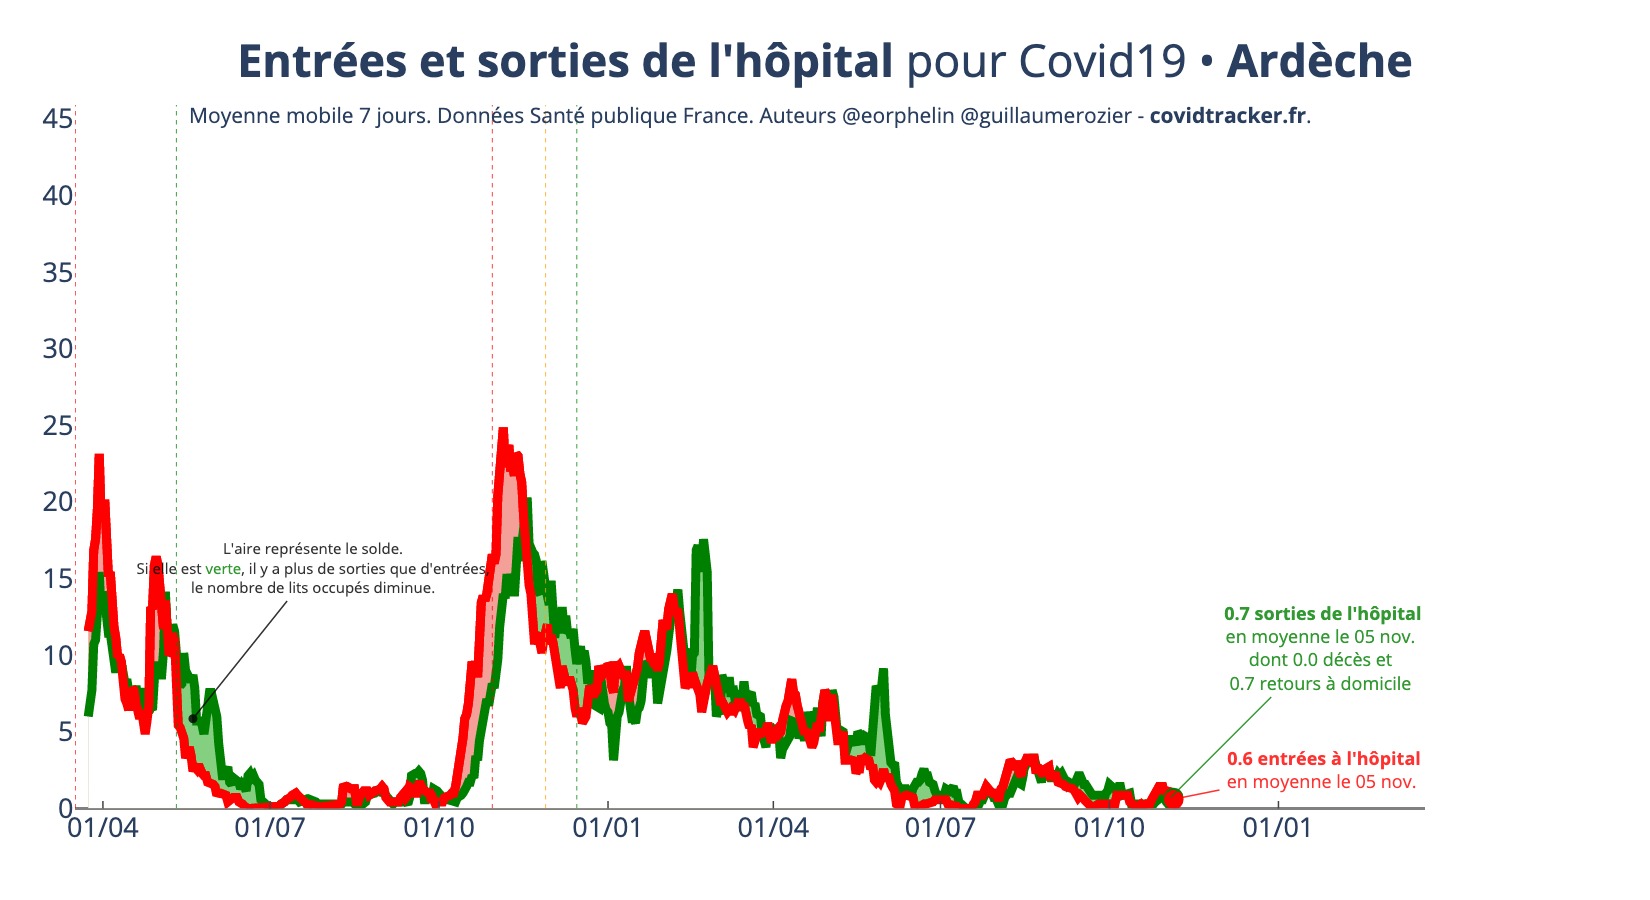 Entrées et sorties de l'hôpital pour Covid19 • Ardèche
Moyenne mobile 7 jours. Données Santé publique France. Auteurs @eorphelin @guillaumerozier - covidtracker.fr.
45
40
35
30
25
20
15
10
5
0
L'aire représente le solde.
Si elle est verte, il y a plus de sorties que d'entrées,
le nombre de lits occupés diminue.
0.7 sorties de l'hôpital
en moyenne le 05 nov.
dont 0.0 décès et
0.7 retours à domicile
0.6 entrées à l'hôpital
en moyenne le 05 nov.
01/04 01/07 01/10 01/01 01/04 01/07 01/10 01/01